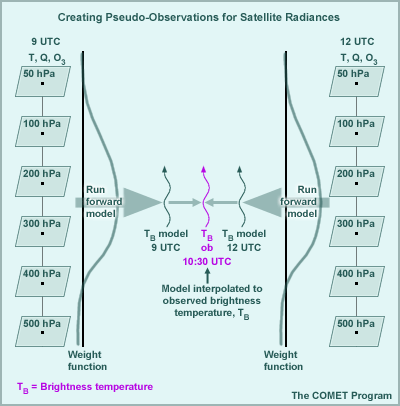 Creating Pseudo-Observations for Satellite Radiances
9 UTC
T, Q, O3
50 hPa
100 hPa
200 hPa
300 hPa
400 hPa
500 hPa
Run
forward
model
Weight
function
TB model
9 UTC
TB
ob
10:30 UTC
TB model
12 UTC
Model interpolated to
observed brightness
temperature, TB
12 UTC
T, Q, O3
50 hPa
100 hPa
200 hPa
300 hPa
400 hPa
500 hPa
Run
forward
model
Weight
function
TB = Brightness temperature
The COMET Program